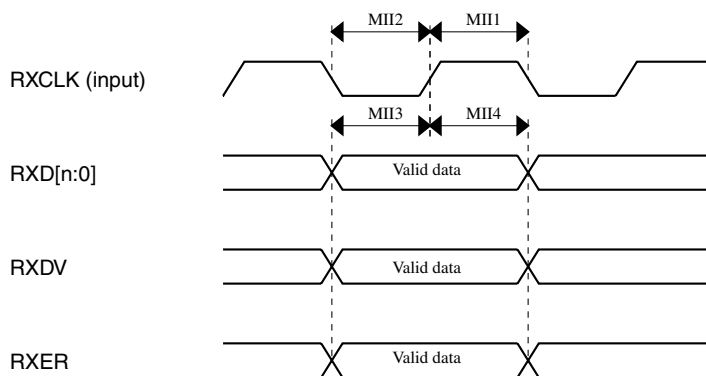 MII2 MII1
RXCLK (input)
MII3 MII4
RXD[n:0] Valid data
RXDV Valid data
RXER Valid data